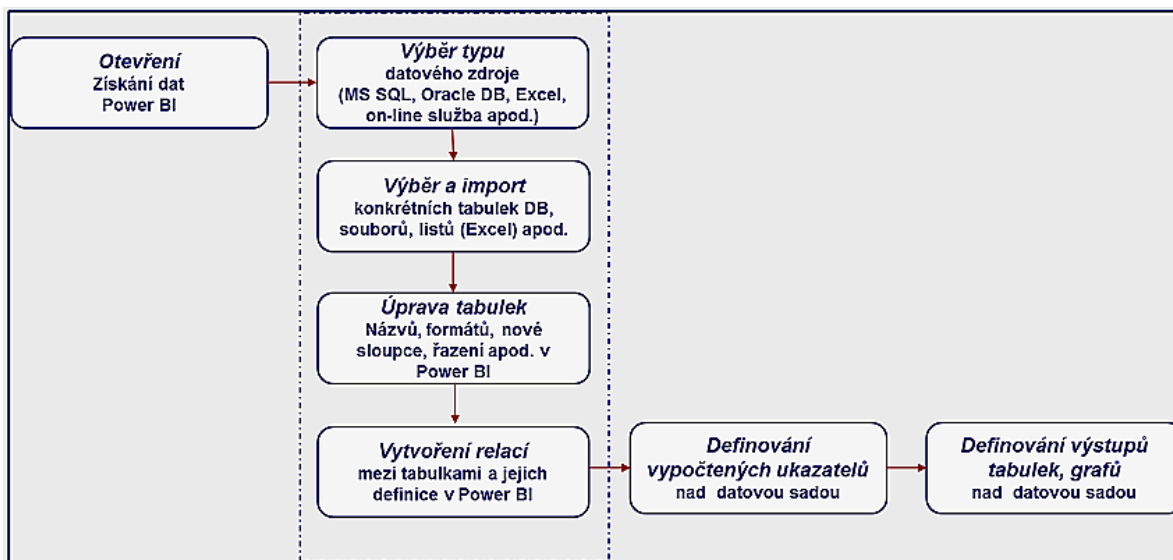 Otevření
Získání dat
Power BI
Výběr typu
datového zdroje
(MS SQL, Oracle DB, Excel,
on-line služba apod.)
Výběr a import
konkrétních tabulek DB,
souborů, listů (Excel) apod.
Úprava tabulek
Názvů, formátů, nové
sloupce, řazení apod. v
Power BI
Vytvoření relací
mezi tabulkami a jejich
definice v Power BI
Definování
vypočtených ukazatelů
nad datovou sadou
Definování výstupů
tabulek, grafů
nad datovou sadou